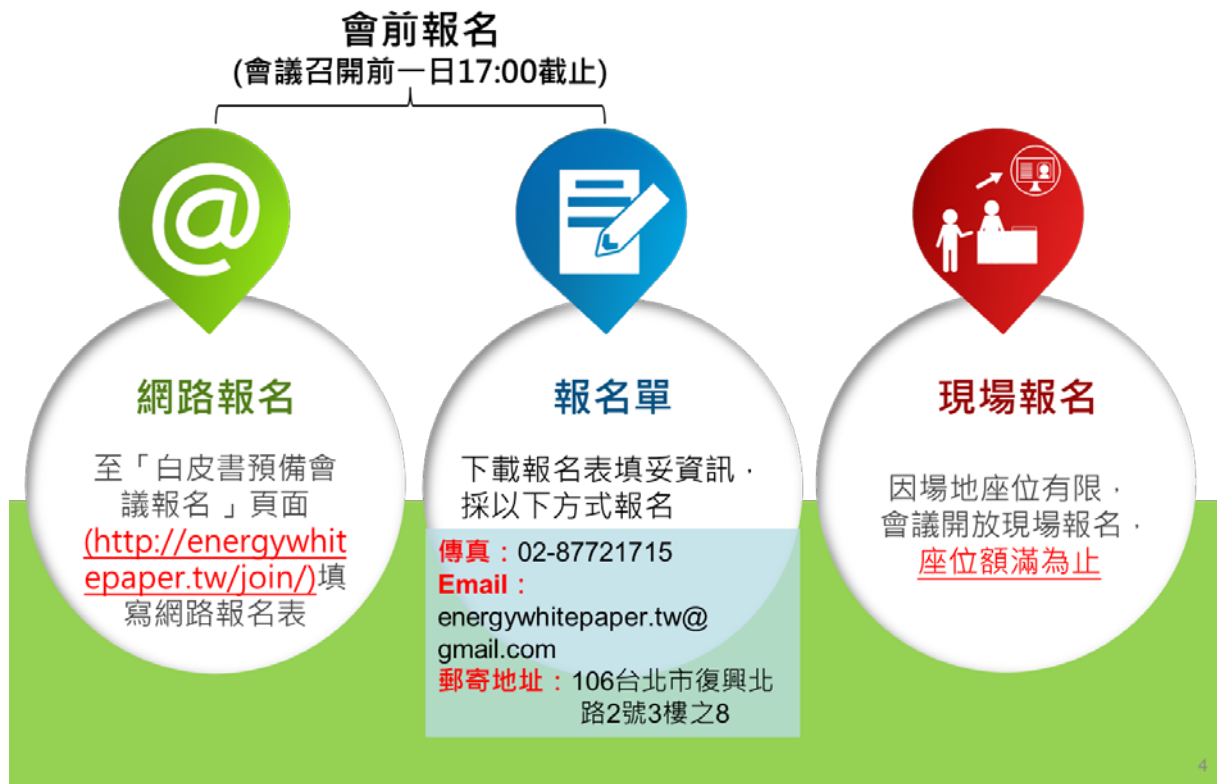 會前報名
(會議召開前一日17:00截止)
@
網路報名
至「白皮書預備會
議報名 」頁面
(http://energywhit
epaper.tw/join/)填
寫網路報名表
報名單
下載報名表填妥資訊，
採以下方式報名
傳真：02-87721715
Email：
energywhitepaper.tw@
gmail.com
郵寄地址：106台北市復興北
路2號3樓之8
現場報名
因場地座位有限，
會議開放現場報名，
座位額滿為止
4